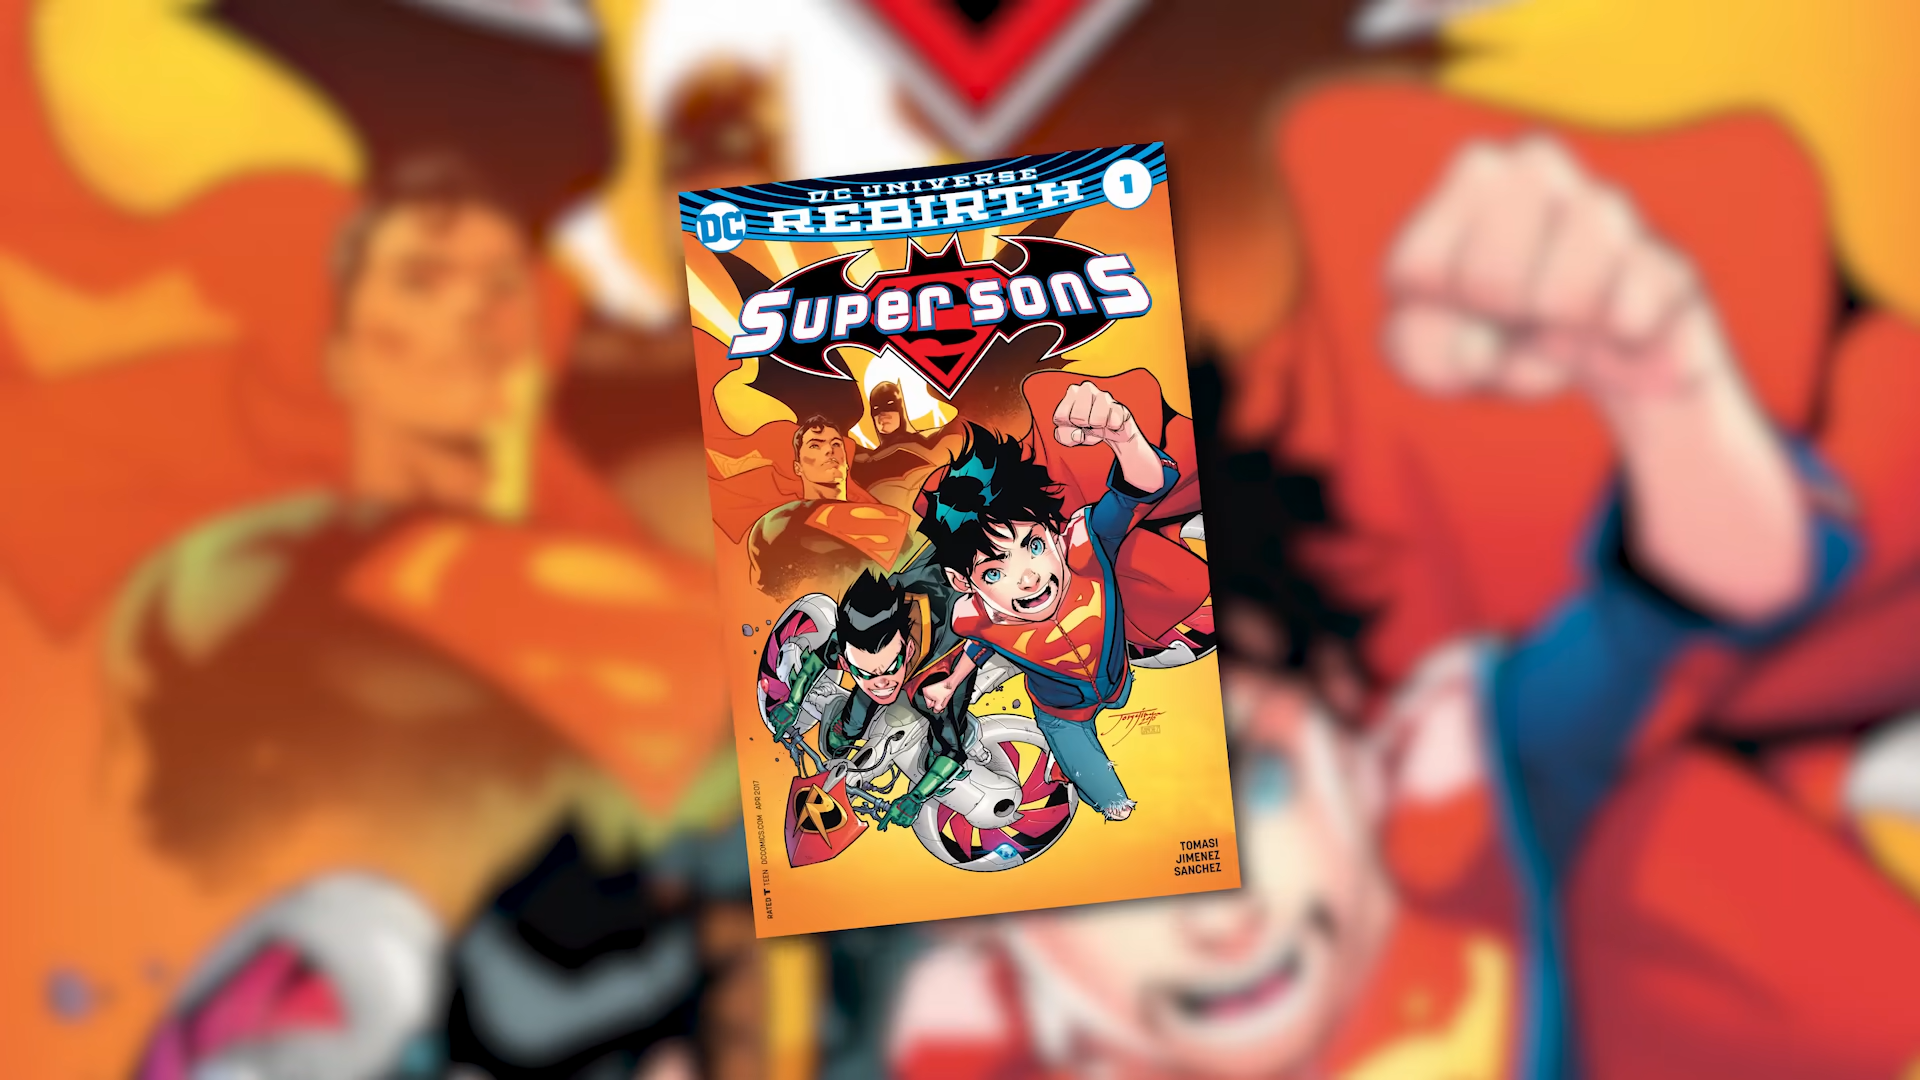 DC UNIVERSE
REBIRTH
1
DC
SUPER SONS
TOMASI
JIMENEZ
SANCHEZ
RATED T TEEN DCCOMICS.COM APR 2017
R